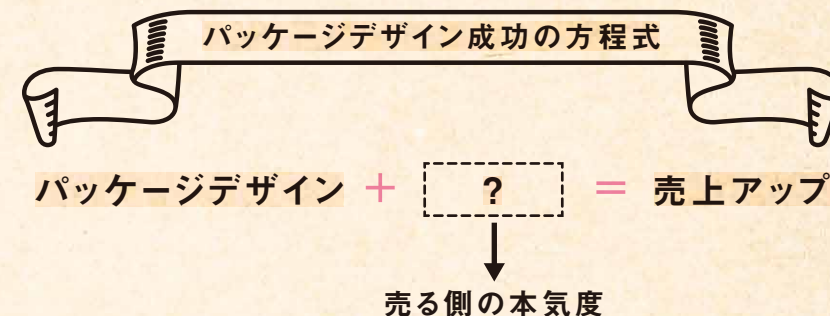 パッケージデザイン成功の方程式
パッケージデザイン + ? = 売上アップ
売る側の本気度